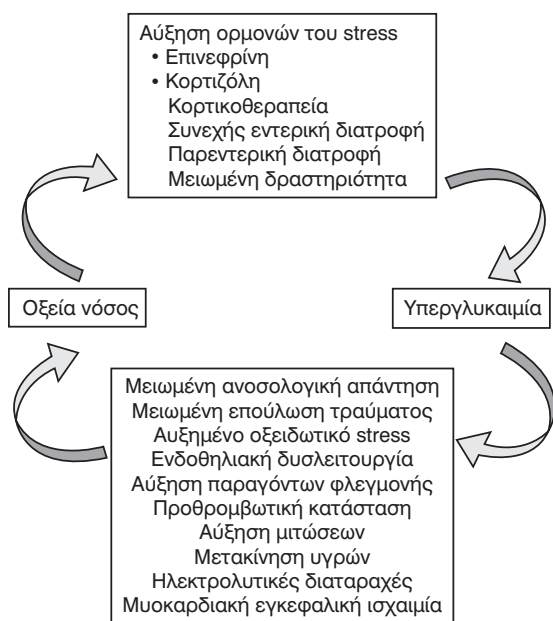 Αύξηση ορμονών του stress
• Επινεφρίνη
• Κορτιζόλη
Κορτικοθεραπεία
Συνεχής εντερική διατροφή
Παρεντερική διατροφή
Μειωμένη δραστηριότητα
Οξεία νόσος
Υπεργλυκαιμία
Μειωμένη ανοσολογική απάντηση
Μειωμένη επούλωση τραύματος
Αυξημένο οξειδωτικό stress
Ενδοθηλιακή δυσλειτουργία
Αύξηση παραγόντων φλεγμονής
Προθρομβωτική κατάσταση
Αύξηση μιτώσεων
Μετακίνηση υγρών
Ηλεκτρολυτικές διαταραχές
Μυοκαρδιακή εγκεφαλική ισχαιμία